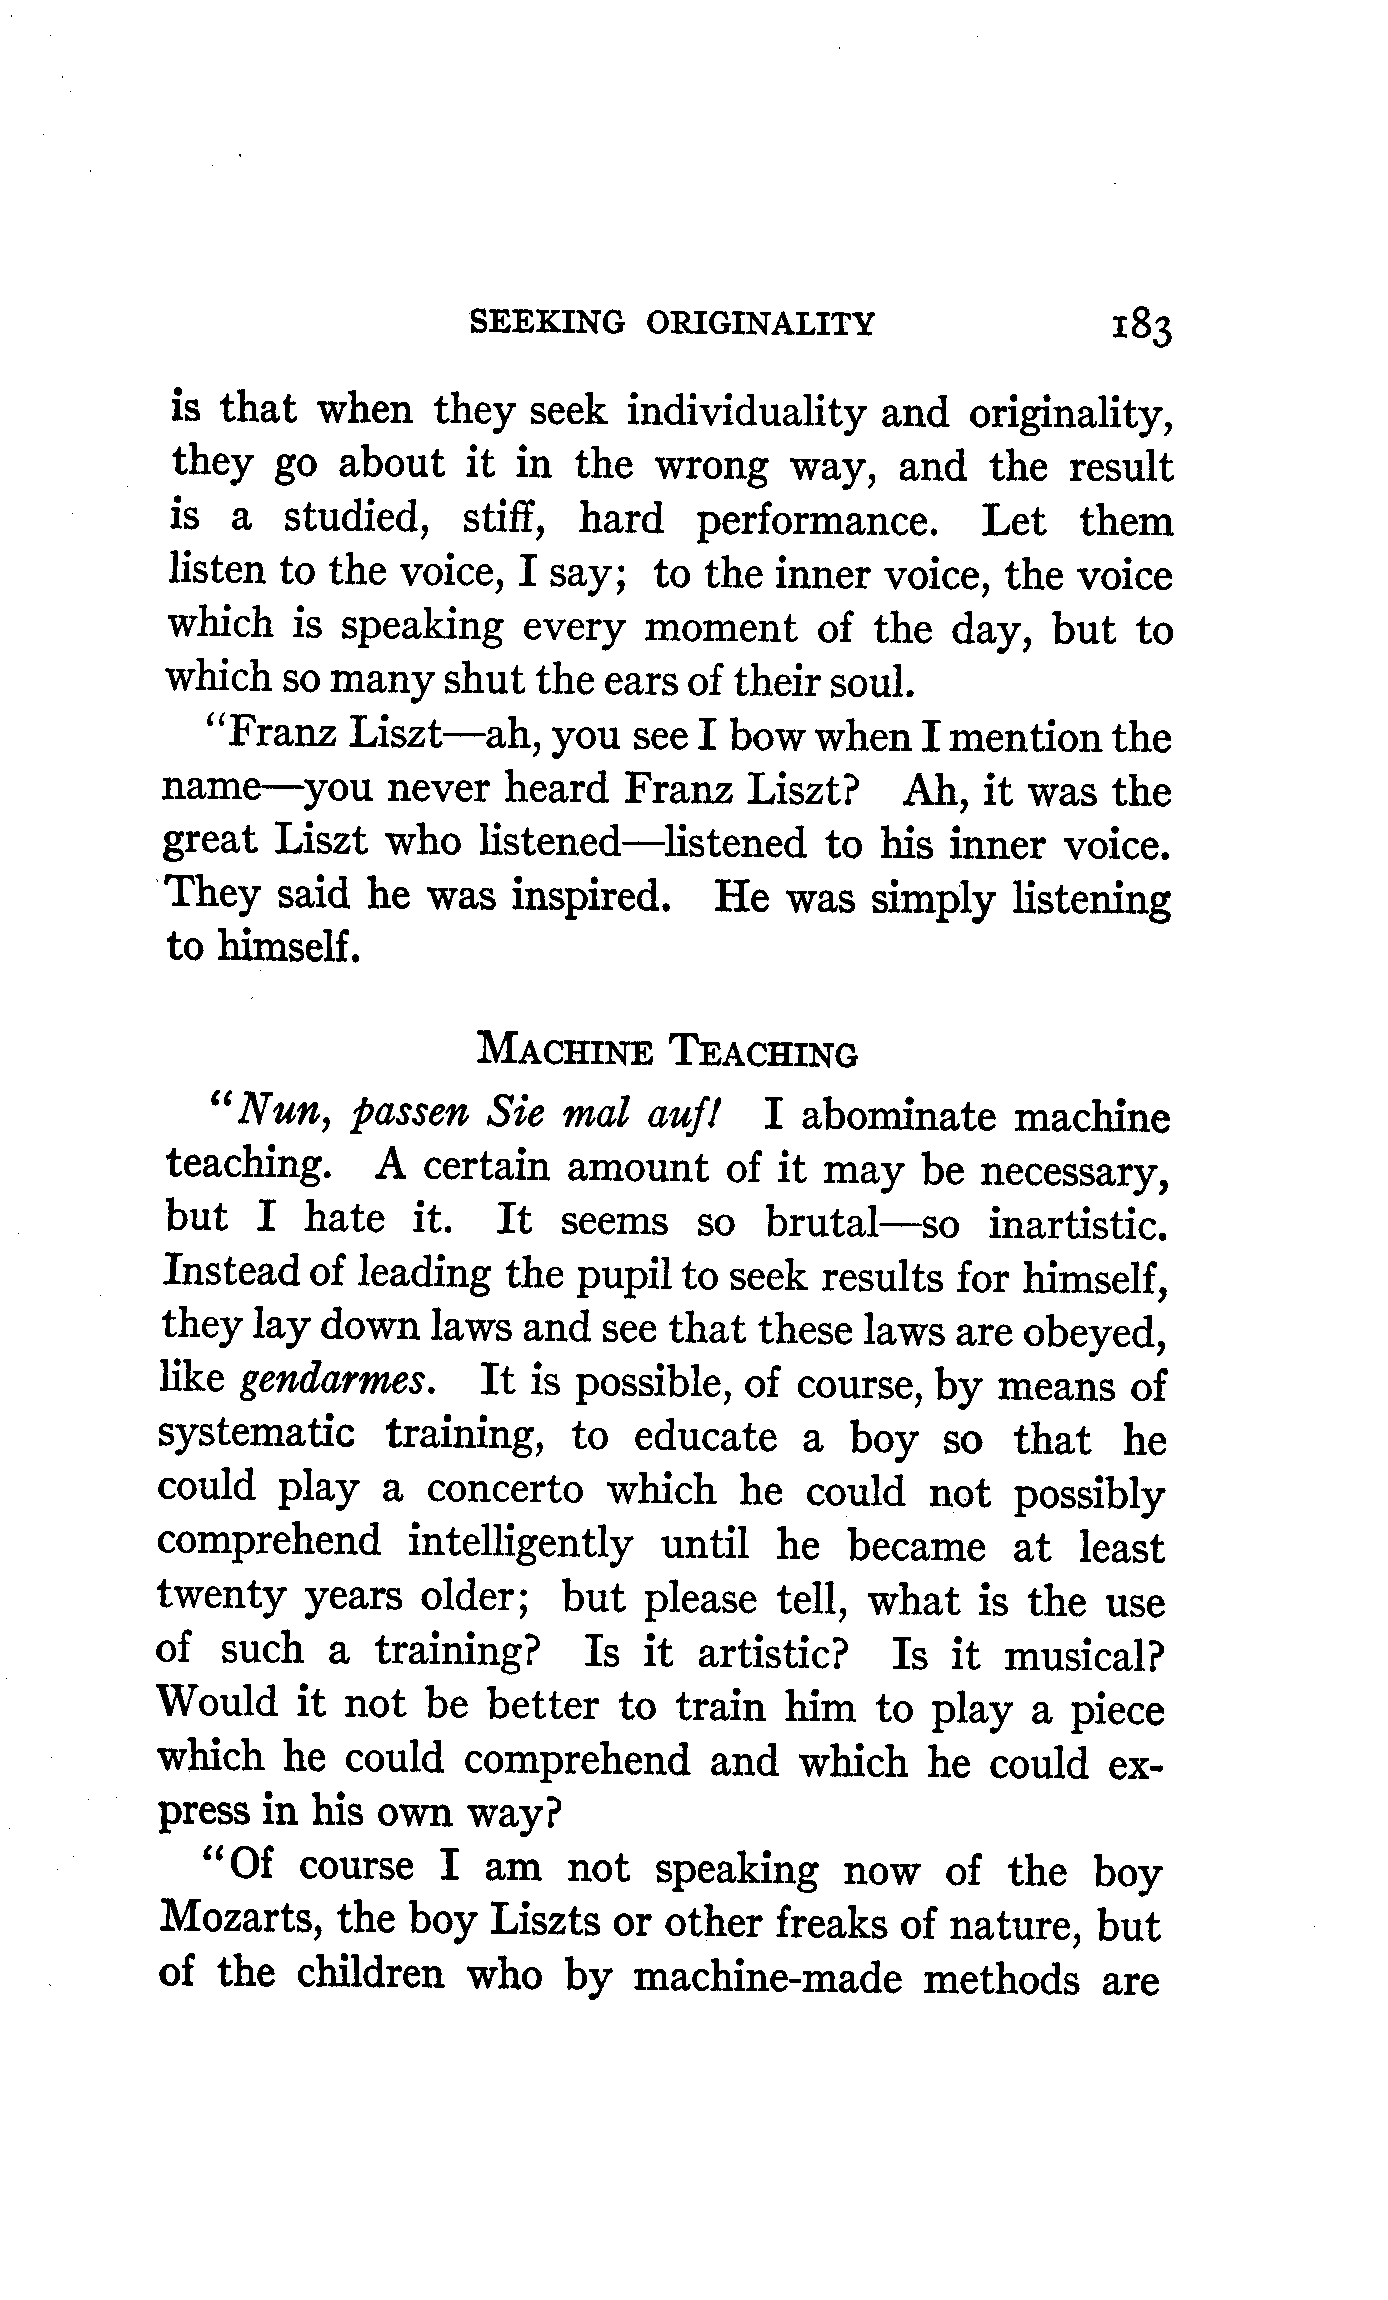 SEEKING ORIGINALITY 183
is that when they seek individuality and originality,
they go about it in the wrong way, and the result
is a studied, stiff, hard performance. Let them
listen to the voice, I say; to the inner voice, the voice
which is speaking every moment of the day, but to
which so many shut the ears of their soul.
"Franz Liszt—ah, you see I bow when I mention the
name—you never heard Franz Liszt? Ah, it was the
great Liszt who listened—listened to his inner voice.
They said he was inspired. He was simply listening
to himself.
MACHINE TEACHING
"Nun, passen Sie mal auf! I abominate machine
teaching. A certain amount of it may be necessary,
but I hate it. It seems so brutal—so inartistic.
Instead of leading the pupil to seek results for himself,
they lay down laws and see that these laws are obeyed,
like gendarmes. It is possible, of course, by means of
systematic training, to educate a boy so that he
could play a concerto which he could not possibly
comprehend intelligently until he became at least
twenty years older; but please tell, what is the use
of such a training? Is it artistic? Is it musical?
Would it not be better to train him to play a piece
which he could comprehend and which he could ex-
press in his own way?
"Of course I am not speaking now of the boy
Mozarts, the boy Liszts or other freaks of nature, but
of the children who by machine-made methods are